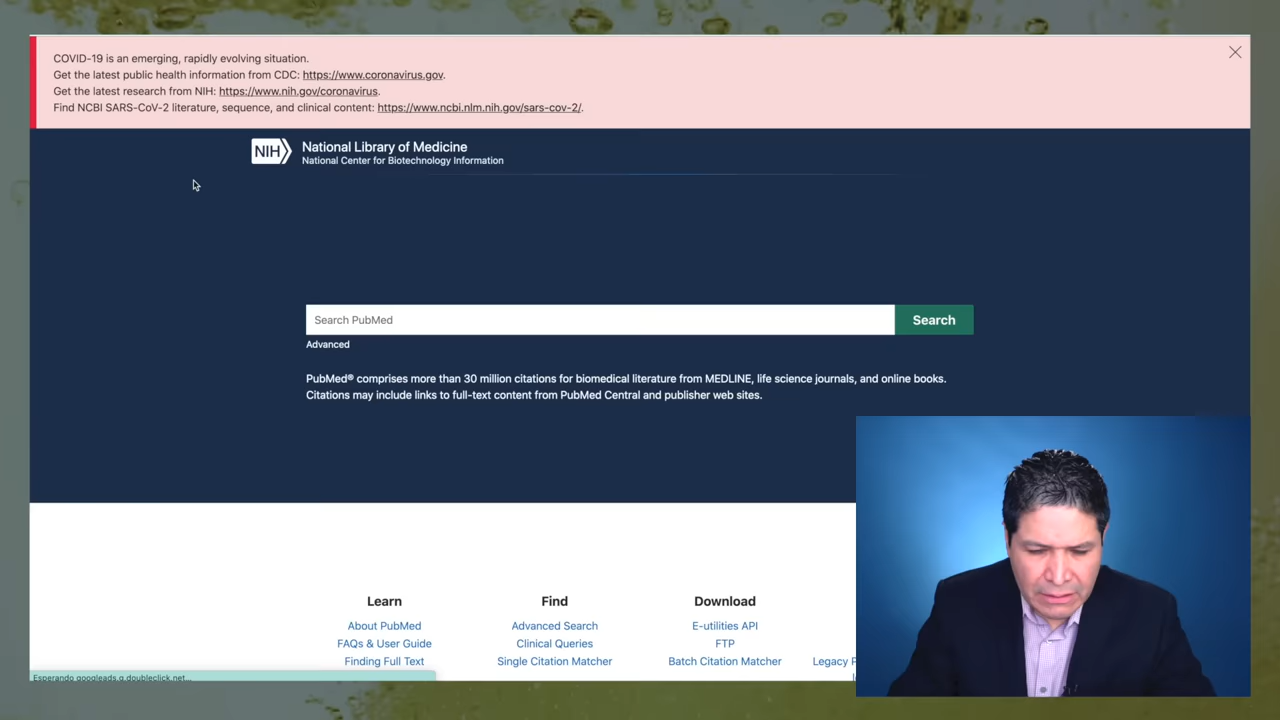 COVID-19 is an emerging, rapidly evolving situation.
Get the latest public health information from CDC: https://www.coronavirus.gov.
Get the latest research from NIH: https://www.nih.gov/coronavirus.
Find NCBI SARS-CoV-2 literature, sequence, and clinical content: https://www.ncbi.nlm.nih.gov/sars-cov-2/.
NIH National Library of Medicine
National Center for Biotechnology Information
Search PubMed Search
Advanced
PubMed® comprises more than 30 million citations for biomedical literature from MEDLINE, life science journals, and online books.
Citations may include links to full-text content from PubMed Central and publisher web sites.
Learn Find Download
About PubMed Advanced Search E-utilities API
FAQs & User Guide Clinical Queries FTP
Finding Full Text Single Citation Matcher Batch Citation Matcher Legacy
Esperando googleads.g.doubleclick.net...